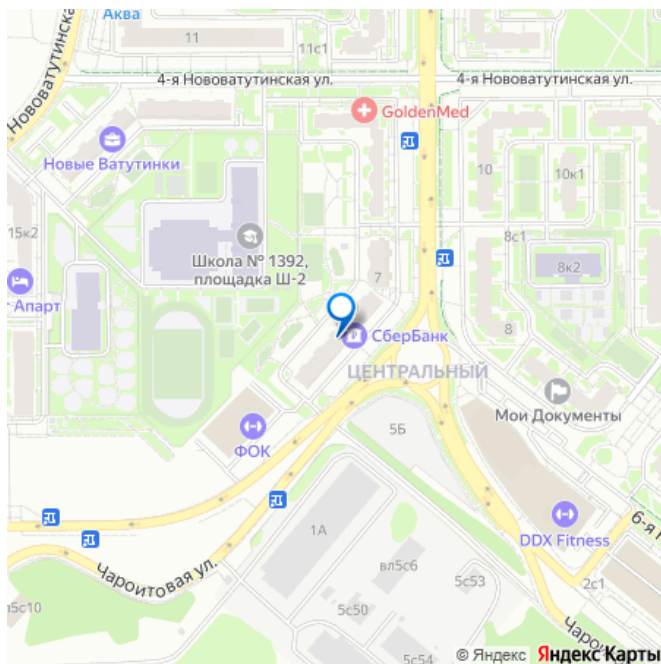 Аква
11
11с1
4-я Нововатутинская ул.
4-я Нововатутинская ул.
Нововатутинская
GoldenMed
Новые Ватутинки
10
10к1
15к2
Школа № 1392,
площадка Ш-2
8с1
8к2
7
Апарт
8
СберБанк
ЦЕНТРАЛЬНЫЙ
Мои Документы
5Б
ФОК
1А
DDX Fitness
6-я
Чароитовая ул.
вл5с6
5с53
2с1
5с10
5с50
5с54
© Яндекс Яндекс Карты